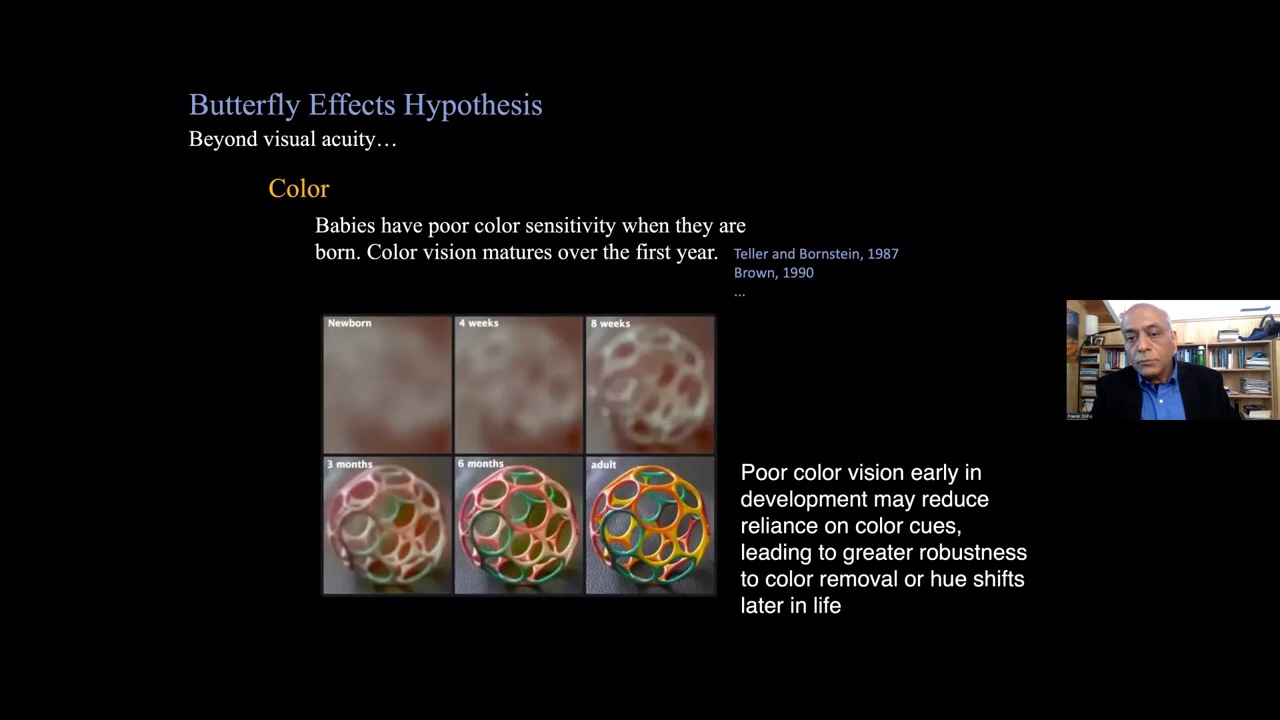 Butterfly Effects Hypothesis
Beyond visual acuity…
Color
Babies have poor color sensitivity when they are
born. Color vision matures over the first year.
Teller and Bornstein, 1987
Brown, 1990
...
Newborn
4 weeks
8 weeks
3 months
6 months
adult
Poor color vision early in
development may reduce
reliance on color cues,
leading to greater robustness
to color removal or hue shifts
later in life